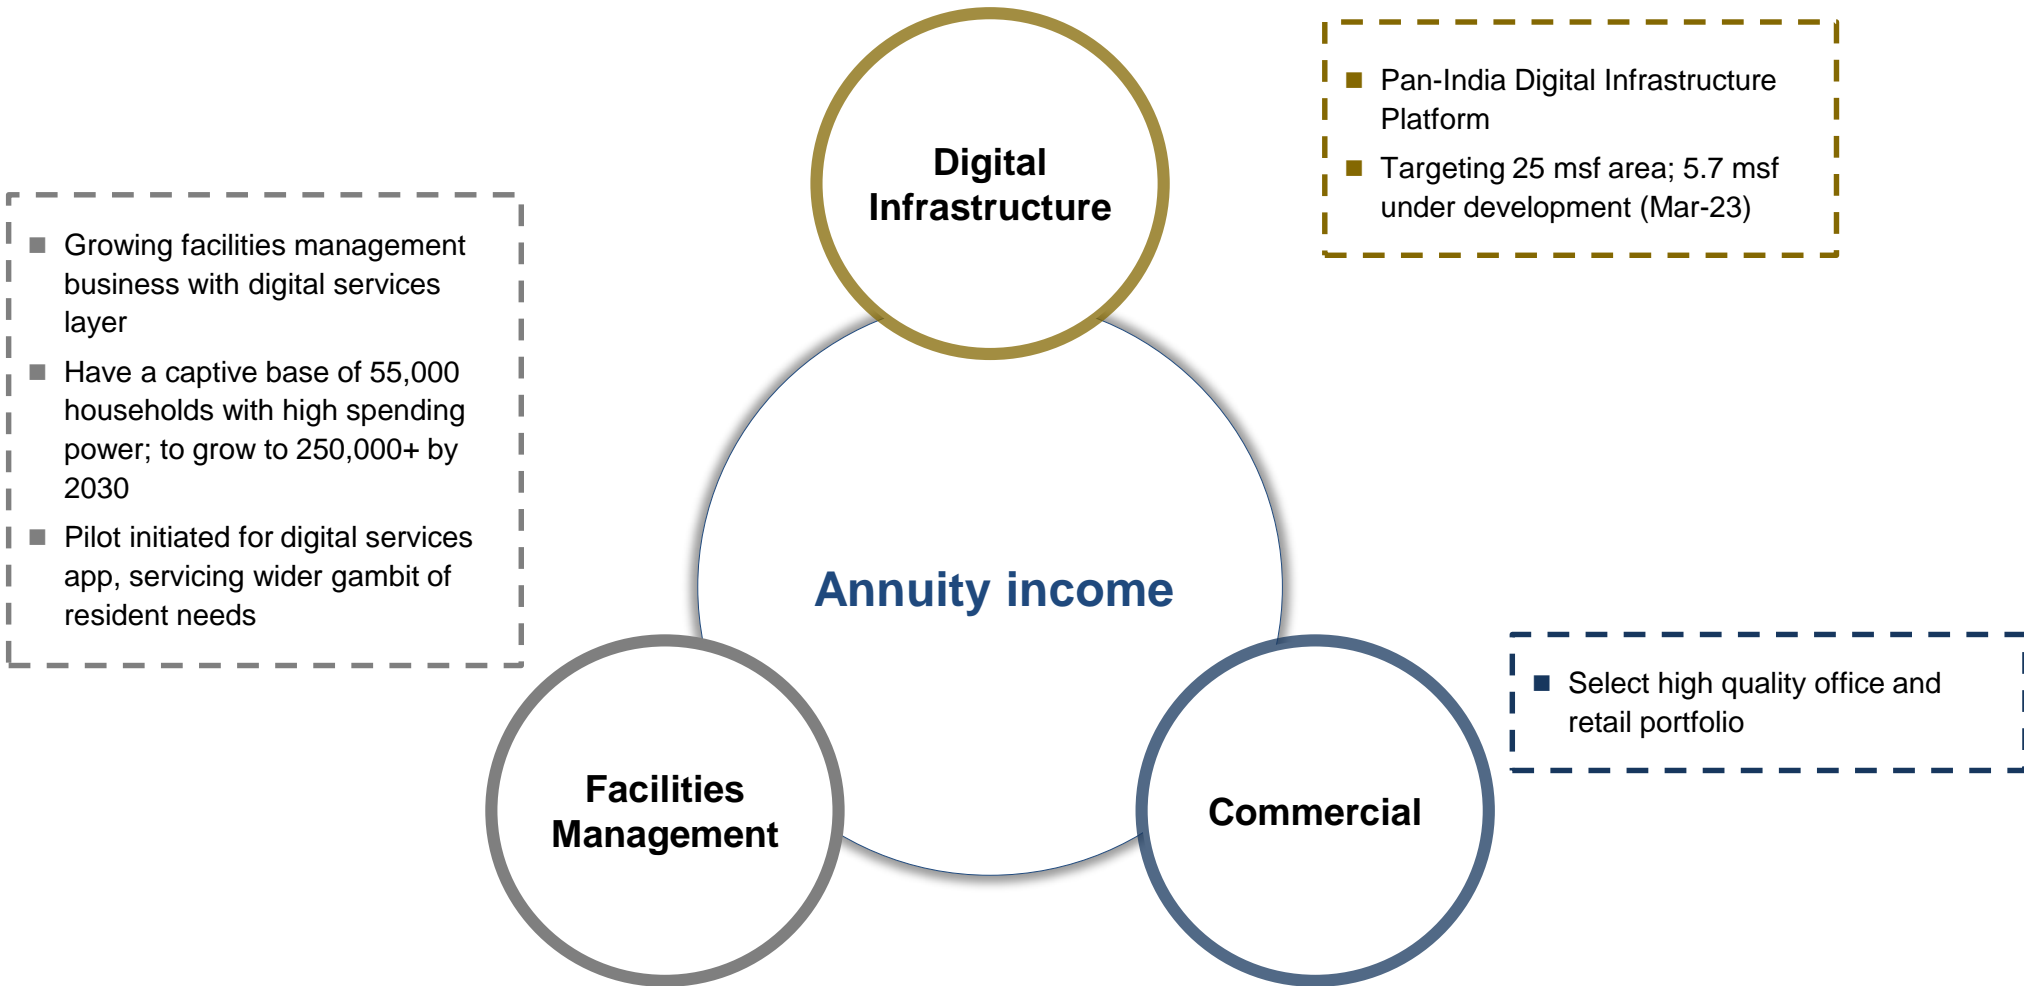 Digital
Infrastructure
Pan-India Digital Infrastructure
Platform
Targeting 25 msf area; 5.7 msf
under development (Mar-23)
Growing facilities management
business with digital services
layer
Have a captive base of 55,000
households with high spending
power; to grow to 250,000+ by
2030
Pilot initiated for digital services
app, servicing wider gambit of
resident needs
Annuity income
Facilities
Management
Commercial
Select high quality office and
retail portfolio